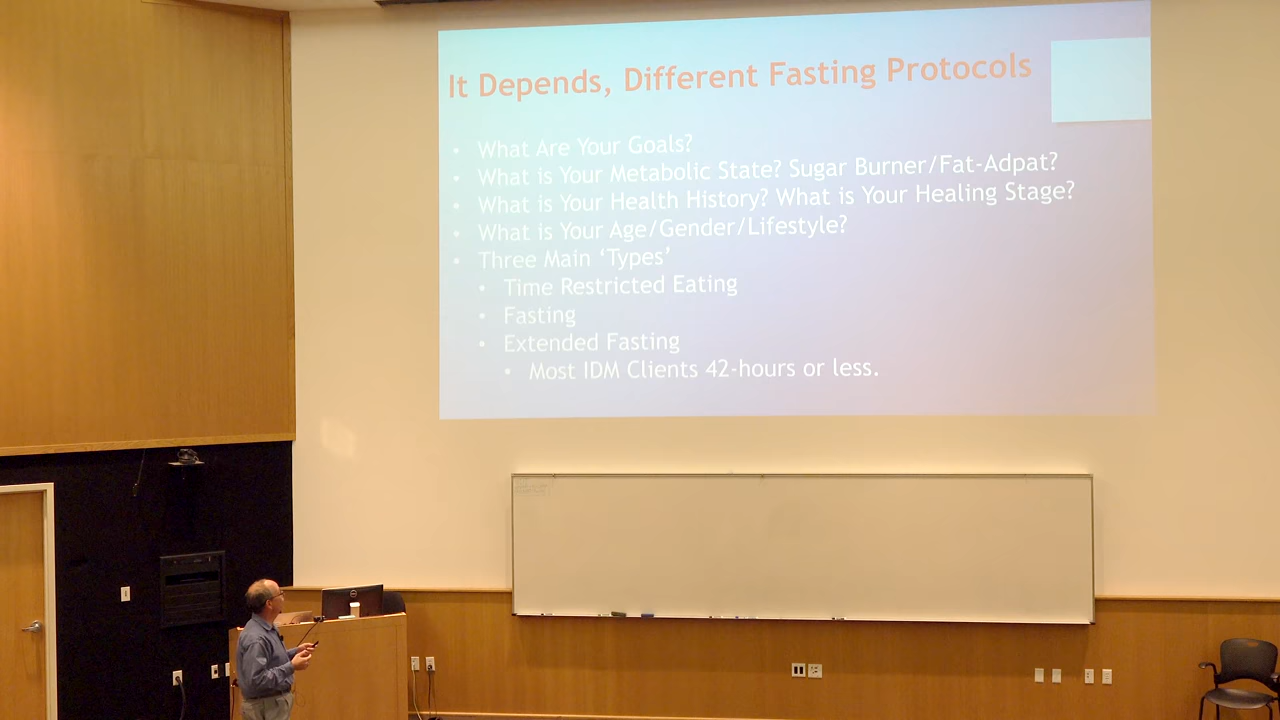 It Depends, Different Fasting Protocols
• What Are Your Goals?
• What is Your Metabolic State? Sugar Burner/Fat-Adpat?
• What is Your Health History? What is Your Healing Stage?
• What is Your Age/Gender/Lifestyle?
• Three Main ‘Types’
• Time Restricted Eating
• Fasting
• Extended Fasting
• Most IDM Clients 42-hours or less.